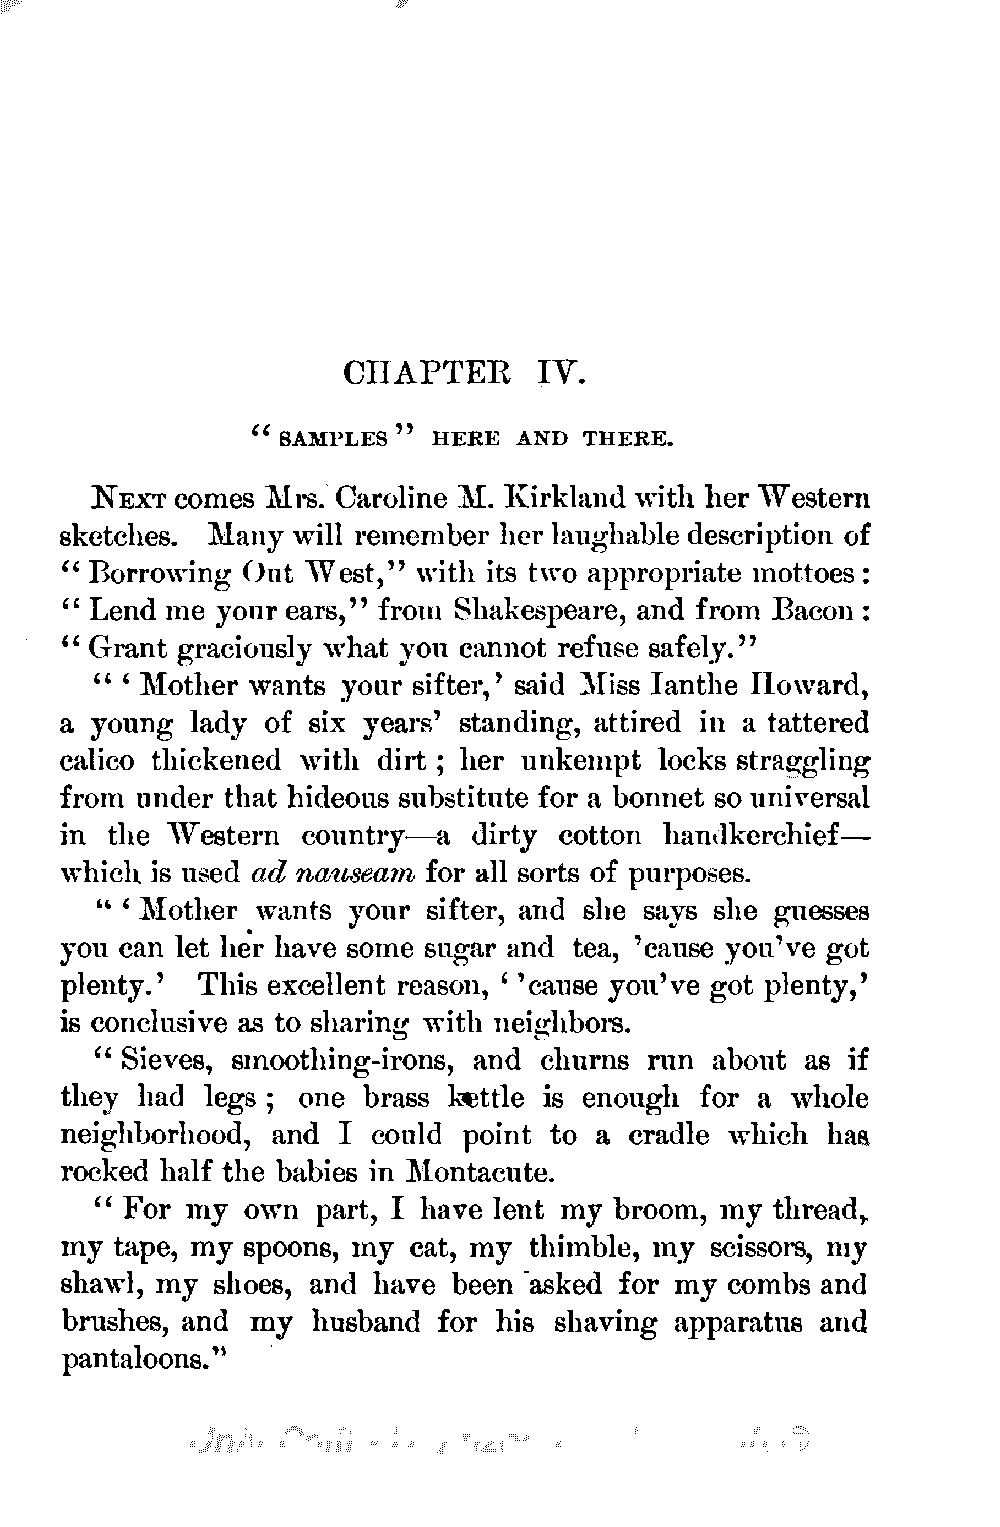 CHAPTER IV.
“SAMPLES” HERE AND THERE.
NEXT comes Mrs. Caroline M. Kirkland with her Western
sketches. Many will remember her laughable description of
“Borrowing Out West,” with its two appropriate mottoes:
“Lend me your ears,” from Shakespeare, and from Bacon:
“Grant graciously what you cannot refuse safely.”
“‘Mother wants your sifter,’ said Miss Ianthe Howard,
a young lady of six years’ standing, attired in a tattered
calico thickened with dirt; her unkempt locks straggling
from under that hideous substitute for a bonnet so universal
in the Western country—a dirty cotton handkerchief—
which is used ad nauseam for all sorts of purposes.
“‘Mother wants your sifter, and she says she guesses
you can let her have some sugar and tea, ’cause you’ve got
plenty.’ This excellent reason, ‘’cause you’ve got plenty,’
is conclusive as to sharing with neighbors.
“Sieves, smoothing-irons, and churns run about as if
they had legs; one brass kettle is enough for a whole
neighborhood, and I could point to a cradle which has
rocked half the babies in Montacute.
“For my own part, I have lent my broom, my thread,
my tape, my spoons, my cat, my thimble, my scissors, my
shawl, my shoes, and have been asked for my combs and
brushes, and my husband for his shaving apparatus and
pantaloons.”